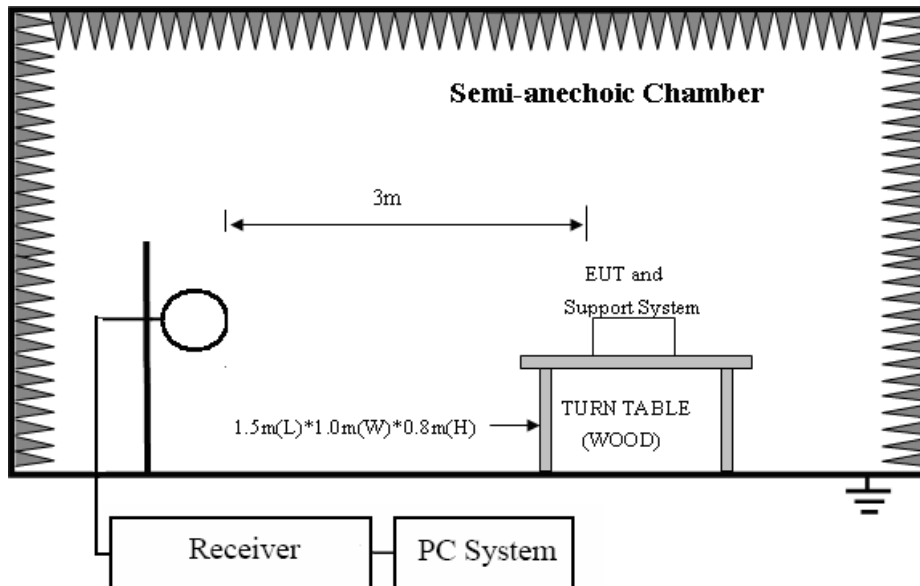 Semi-anechoic Chamber
3m
EUT and
Support System
1.5m(L)*1.0m(W)*0.8m(H)
TURN TABLE
(WOOD)
Receiver
PC System